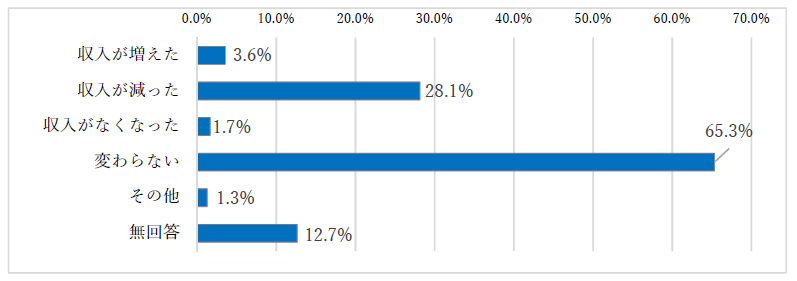 0.0% 10.0% 20.0% 30.0% 40.0% 50.0% 60.0% 70.0%
収入が増えた 3.6%
収入が減った 28.1%
収入がなくなった 1.7%
変わらない 65.3%
その他 1.3%
無回答 12.7%